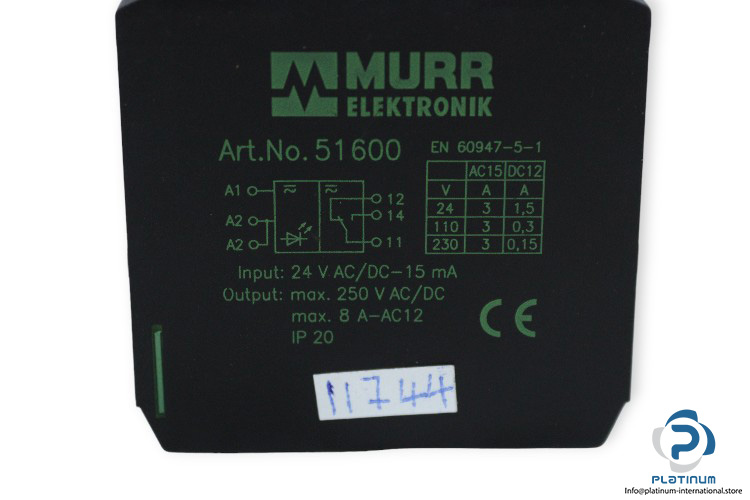 MURR
ELEKTRONIK
Art.No. 51600
EN 60947-5-1
AC15 DC12
V A A
24 3 1,5
110 3 0,3
230 3 0,15
A1
A2
A2
12
14
11
Input: 24 V AC/DC-15 mA
Output: max. 250 V AC/DC
max. 8 A-AC12
IP 20
CE
11744
PLATINUM
Info@platinum-international.store